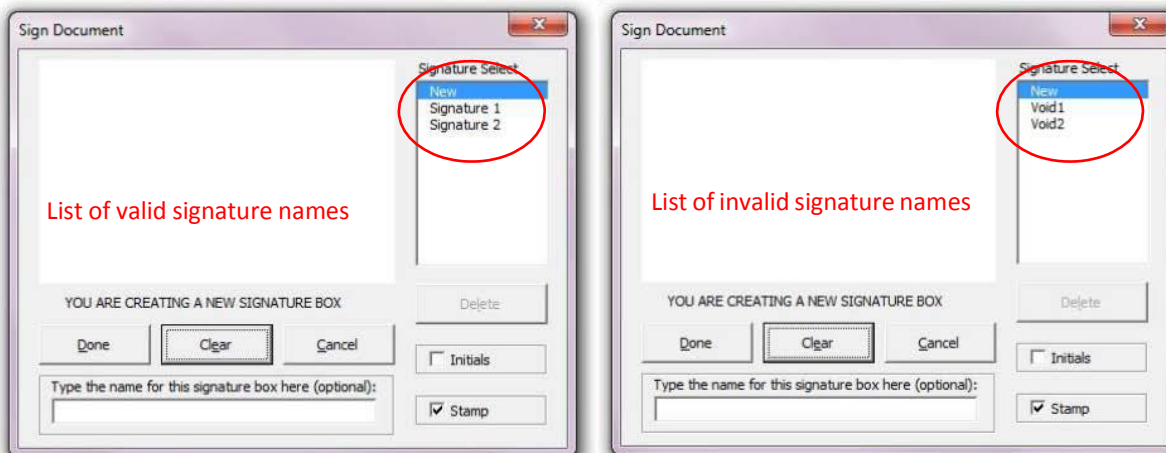 Sign Document
Signature Select
New
Signature 1
Signature 2
List of valid signature names
YOU ARE CREATING A NEW SIGNATURE BOX
Delete
Done
Clear
Cancel
Initials
Type the name for this signature box here (optional):
Stamp
Sign Document
Signature Select
New
Void1
Void2
List of invalid signature names
YOU ARE CREATING A NEW SIGNATURE BOX
Delete
Done
Clear
Cancel
Initials
Type the name for this signature box here (optional):
Stamp